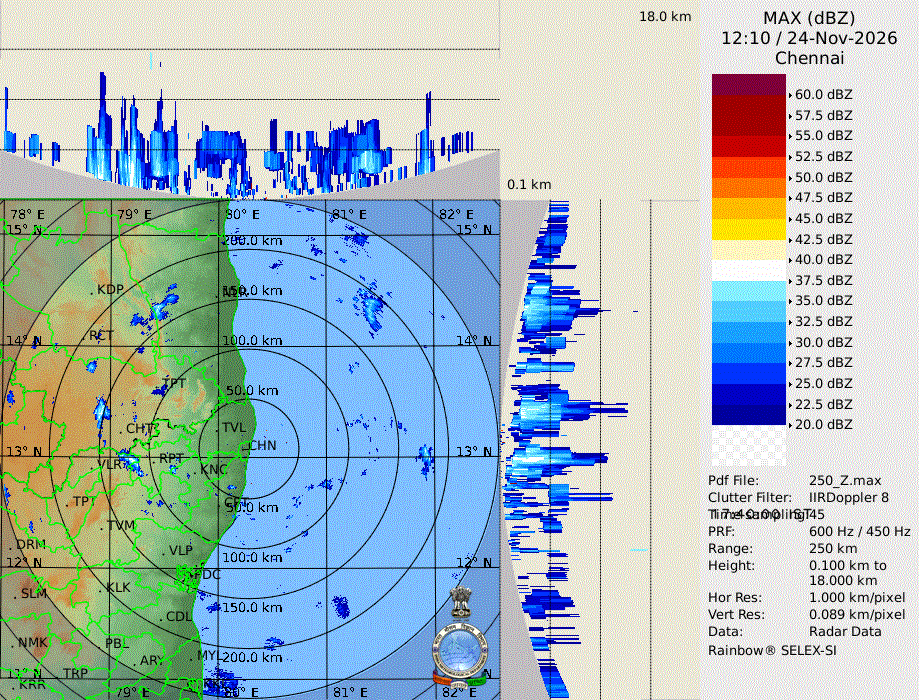 18.0 km
0.1 km
MAX (dBZ)
12:10 / 24-Nov-2026
Chennai
60.0 dBZ
57.5 dBZ
55.0 dBZ
52.5 dBZ
50.0 dBZ
47.5 dBZ
45.0 dBZ
42.5 dBZ
40.0 dBZ
37.5 dBZ
35.0 dBZ
32.5 dBZ
30.0 dBZ
27.5 dBZ
25.0 dBZ
22.5 dBZ
20.0 dBZ
Pdf File: 250_Z.max
Clutter Filter: IIRDoppler 8
PRF: 600 Hz / 450 Hz
Range: 250 km
Height: 0.100 km to
18.000 km
Hor Res: 1.000 km/pixel
Vert Res: 0.089 km/pixel
Data: Radar Data
Rainbow® SELEX-SI
78° E 79° E 80° E 81° E 82° E
15° N 15° N
200.0 km
KDP
150.0 km
RCT 100.0 km
14° N 14° N
TPT 50.0 km
CHT TVL
CHN
13° N 13° N
VLR RPT KNC
TPT
50.0 km
TVM
DRM VLP 100.0 km
12° N 12° N
PDC
SLM KLK 150.0 km
CDL
NMK PBL
ARY MYL 200.0 km
TRP
KRR
79° E 80° E 81° E 82° E